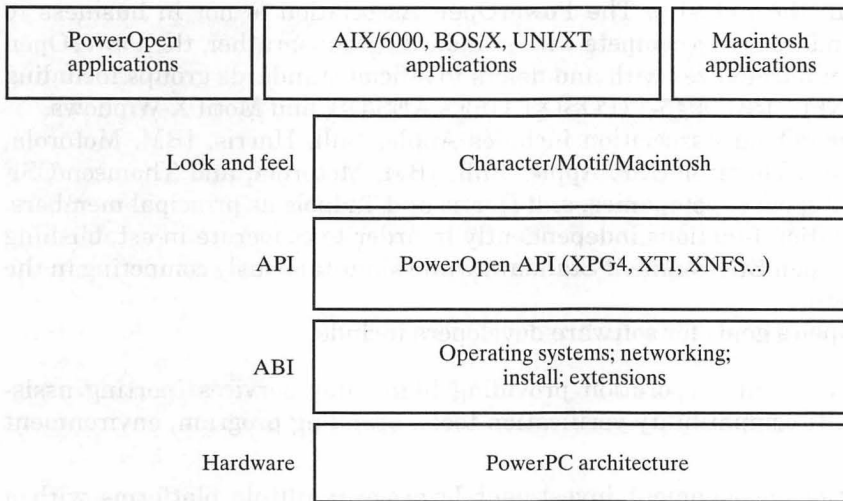 PowerOpen
applications
AIX/6000, BOS/X, UNI/XT
applications
Macintosh
applications
Look and feel
Character/Motif/Macintosh
API
PowerOpen API (XPG4, XTI, XNFS...)
ABI
Operating systems; networking;
install; extensions
Hardware
PowerPC architecture